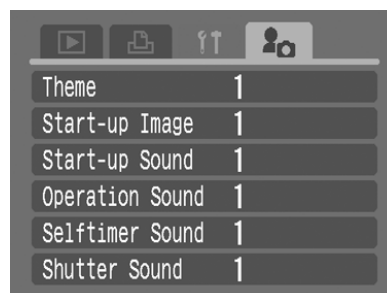 Theme 1
Start-up Image 1
Start-up Sound 1
Operation Sound 1
Selftimer Sound 1
Shutter Sound 1